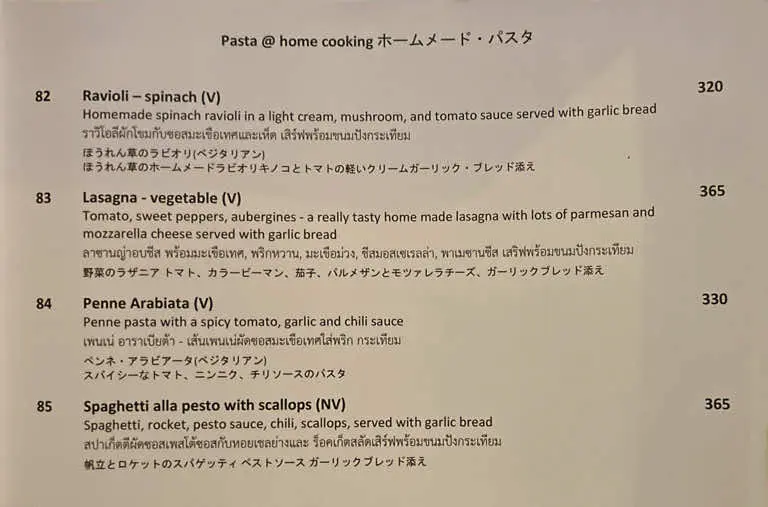 Pasta @ home cooking ホームメード・パスタ
82 Ravioli – spinach (V) 320
Homemade spinach ravioli in a light cream, mushroom, and tomato sauce served with garlic bread
ราวิโอลีผักโขมกับซอสมะเขือเทศและเห็ด เสิร์ฟพร้อมขนมปังกระเทียม
ほうれん草のラビオリ(ベジタリアン)
ほうれん草のホームメードラビオリキノコとトマトの軽いクリームガーリック・ブレッド添え
83 Lasagna - vegetable (V) 365
Tomato, sweet peppers, aubergines - a really tasty home made lasagna with lots of parmesan and
mozzarella cheese served with garlic bread
ลาซานญ่าอบชีส พร้อมมะเขือเทศ, พริกหวาน, มะเขือม่วง, ชีสมอสเซเรลล่า, พาเมซานชีส เสริฟพร้อมขนมปังกระเทียม
野菜のラザニア トマト、カラーピーマン、茄子、パルメザンとモツァレラチーズ、ガーリックブレッド添え
84 Penne Arabiata (V) 330
Penne pasta with a spicy tomato, garlic and chili sauce
เพนเน่ อาราเบียต้า - เส้นเพนเน่ผัดซอสมะเขือเทศใส่พริก กระเทียม
ペンネ・アラビアータ(ベジタリアン)
スパイシーなトマト、ニンニク、チリソースのパスタ
85 Spaghetti alla pesto with scallops (NV) 365
Spaghetti, rocket, pesto sauce, chili, scallops, served with garlic bread
สปาเก็ตตีผัดซอสเพสโต้ซอสกับหอยเชลย่างและ ร็อคเก็ตสลัดเสิร์ฟพร้อมขนมปังกระเทียม
帆立とロケットのスパゲッティ ペストソース ガーリックブレッド添え